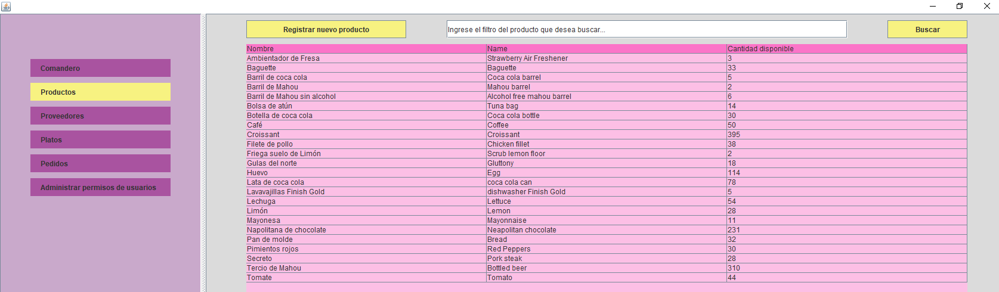 Registrar nuevo producto Ingrese el filtro del producto que desea buscar... Buscar
Comandero
Productos
Proveedores
Platos
Pedidos
Administrar permisos de usuarios
Nombre Name Cantidad disponible
Ambientador de Fresa Strawberry Air Freshener 3
Baguette Baguette 33
Barril de coca cola Coca cola barrel 5
Barril de Mahou Mahou barrel 2
Barril de Mahou sin alcohol Alcohol free mahou barrel 6
Bolsa de atún Tuna bag 14
Botella de coca cola Coca cola bottle 30
Café Coffee 50
Croissant Croissant 395
Filete de pollo Chicken fillet 38
Friega suelo de Limón Scrub lemon floor 2
Gulas del norte Gluttony 18
Huevo Egg 114
Lata de coca cola coca cola can 78
Lavavajillas Finish Gold dishwasher Finish Gold 5
Lechuga Lettuce 54
Limón Lemon 28
Mayonesa Mayonnaise 11
Napolitana de chocolate Neapolitan chocolate 231
Pan de molde Bread 32
Pimientos rojos Red Peppers 30
Secreto Pork steak 28
Tercio de Mahou Bottled beer 310
Tomate Tomato 44